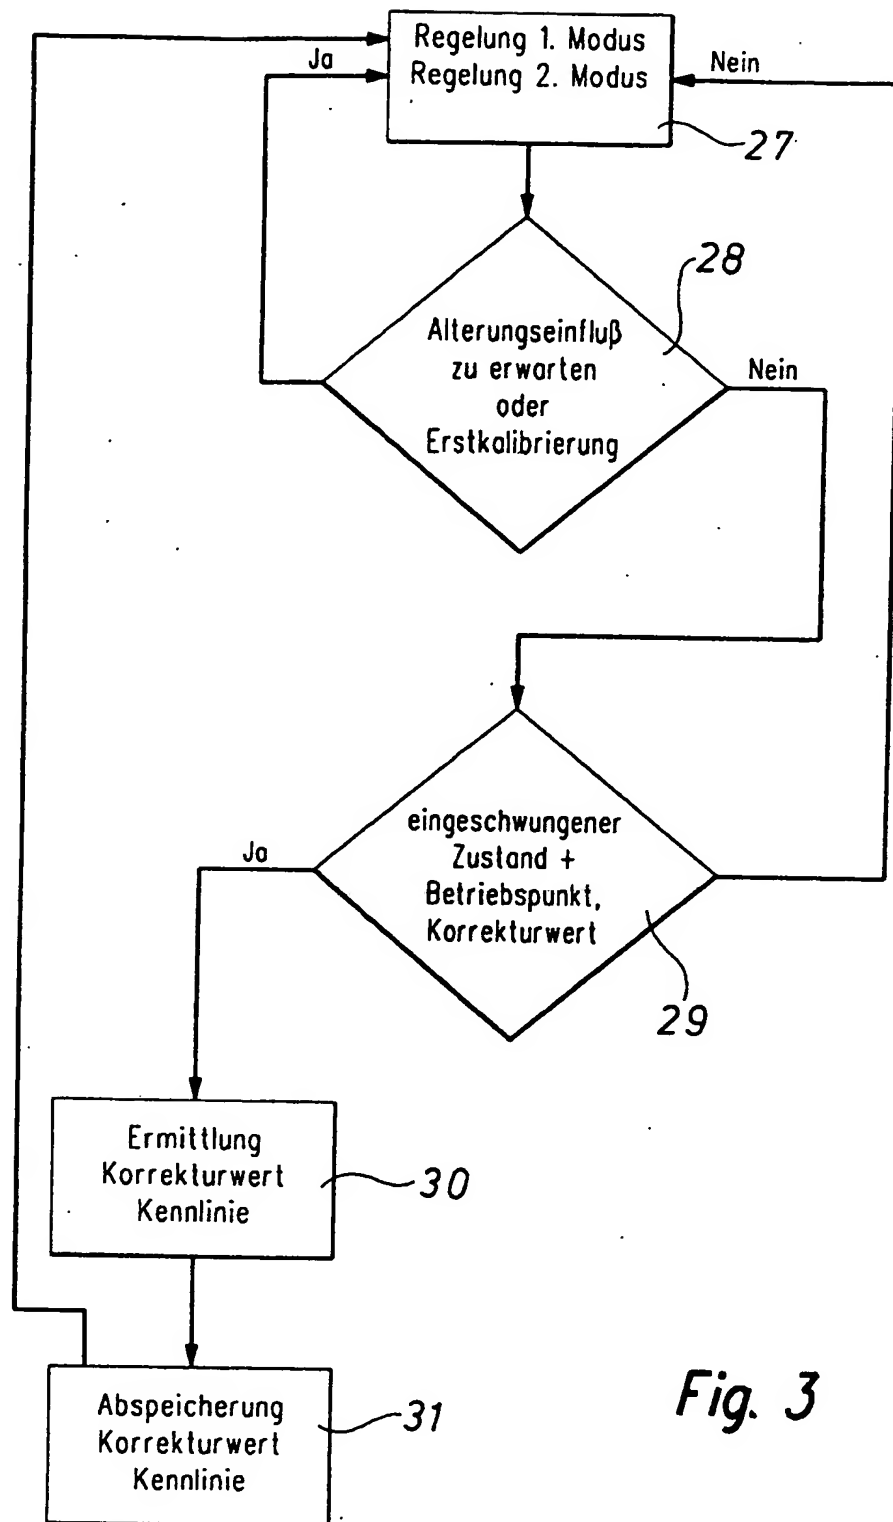 Regelung 1. Modus
Regelung 2. Modus
Ja
Nein
27
28
Alterungseinfluß
zu erwarten
oder
Erstkalibrierung
Nein
eingeschwungener
Zustand +
Betriebspunkt,
Korrekturwert
Ja
29
Ermittlung
Korrekturwert
Kennlinie
30
Abspeicherung
Korrekturwert
Kennlinie
31
Fig. 3